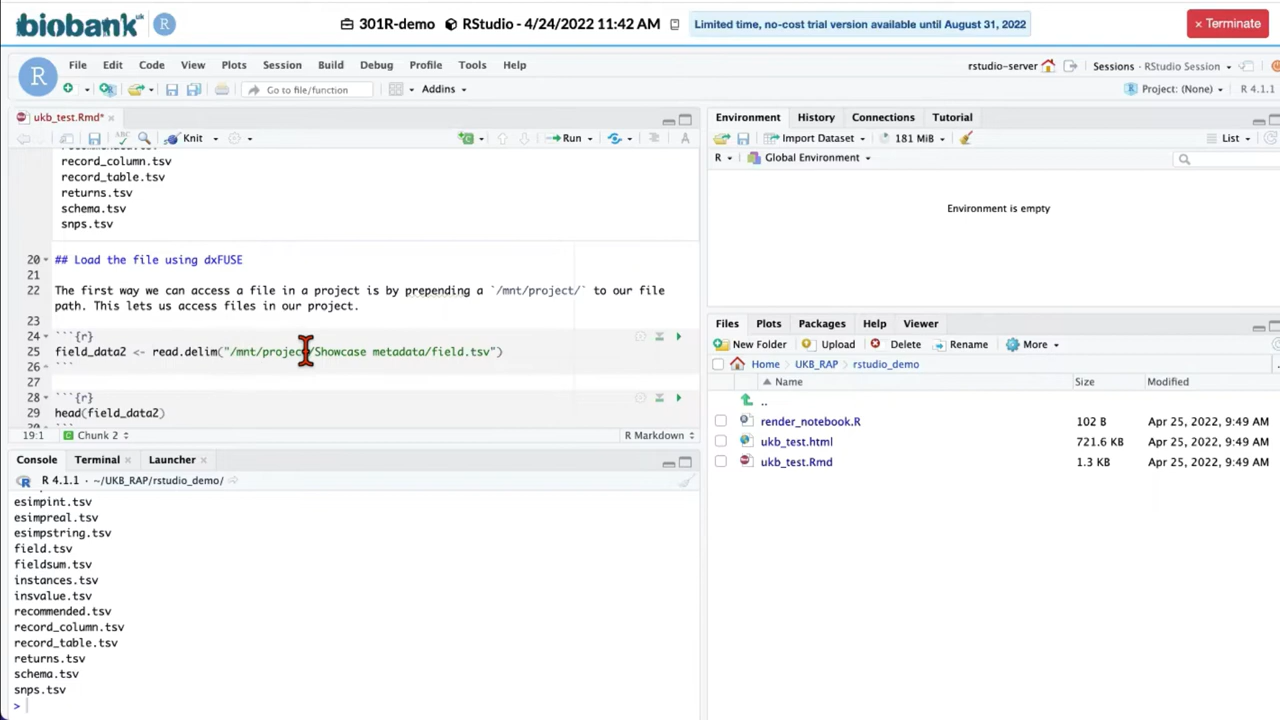 biobank uk R 301R-demo RStudio - 4/24/2022 11:42 AM Limited time, no-cost trial version available until August 31, 2022 × Terminate
R File Edit Code View Plots Session Build Debug Profile Tools Help rstudio-server Sessions RStudio Session
Go to file/function Addins Project: (None) R 4.1.1
ukb_test.Rmd* ×
Knit Run
record_column.tsv
record_table.tsv
returns.tsv
schema.tsv
snps.tsv
20 ## Load the file using dxFUSE
21
22 The first way we can access a file in a project is by prepending a `/mnt/project/` to our file
path. This lets us access files in our project.
23
24 ```{r}
25 field_data2 <- read.delim("/mnt/project/Showcase metadata/field.tsv")
26 ```
27
28 ```{r}
29 head(field_data2)
19:1 Chunk 2 R Markdown
Console Terminal × Launcher ×
R 4.1.1 · ~/UKB_RAP/rstudio_demo/
esimpint.tsv
esimpreal.tsv
esimpstring.tsv
field.tsv
fieldsum.tsv
instances.tsv
insvalue.tsv
recommended.tsv
record_column.tsv
record_table.tsv
returns.tsv
schema.tsv
snps.tsv
>
Environment History Connections Tutorial
Import Dataset 181 MiB List
R Global Environment
Environment is empty
Files Plots Packages Help Viewer
New Folder Upload Delete Rename More
Home UKB_RAP rstudio_demo
Name Size Modified
..
render_notebook.R 102 B Apr 25, 2022, 9:49 AM
ukb_test.html 721.6 KB Apr 25, 2022, 9:49 AM
ukb_test.Rmd 1.3 KB Apr 25, 2022, 9:49 AM